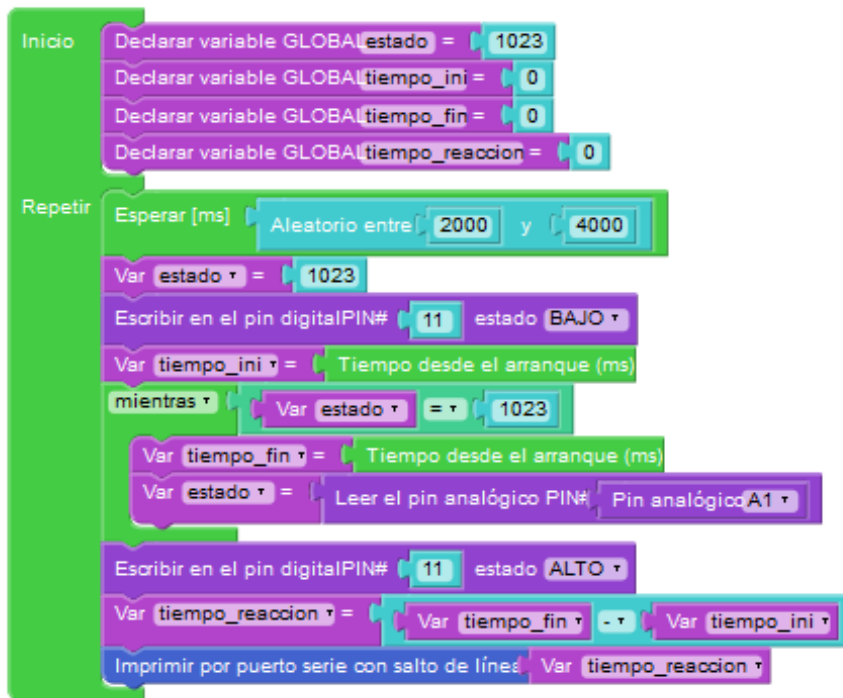 Inicio Declarar variable GLOBAL estado = 1023
Declarar variable GLOBAL tiempo_ini = 0
Declarar variable GLOBAL tiempo_fin = 0
Declarar variable GLOBAL tiempo_reaccion = 0
Repetir Esperar [ms] Aleatorio entre 2000 y 4000
Var estado = 1023
Escribir en el pin digitalPIN# 11 estado BAJO
Var tiempo_ini = Tiempo desde el arranque (ms)
mientras Var estado = 1023
Var tiempo_fin = Tiempo desde el arranque (ms)
Var estado = Leer el pin analógico PIN# Pin analógico A1
Escribir en el pin digitalPIN# 11 estado ALTO
Var tiempo_reaccion = Var tiempo_fin - Var tiempo_ini
Imprimir por puerto serie con salto de línea Var tiempo_reaccion